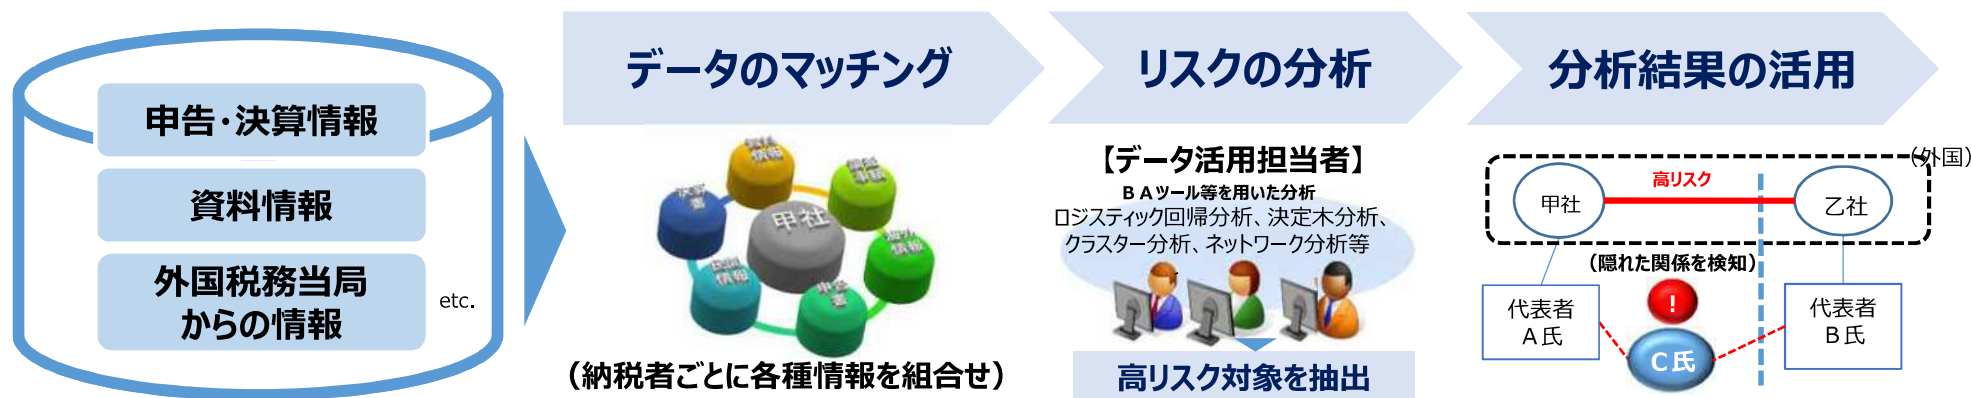 申告・決算情報
資料情報
外国税務当局
からの情報
etc.
データのマッチング
甲社
(納税者ごとに各種情報を組合せ)
リスクの分析
【データ活用担当者】
BAツール等を用いた分析
ロジスティック回帰分析、決定木分析、
クラスター分析、ネットワーク分析等
高リスク対象を抽出
分析結果の活用
(外国)
高リスク
甲社
乙社
(隠れた関係を検知)
!
代表者
A氏
代表者
B氏
C氏